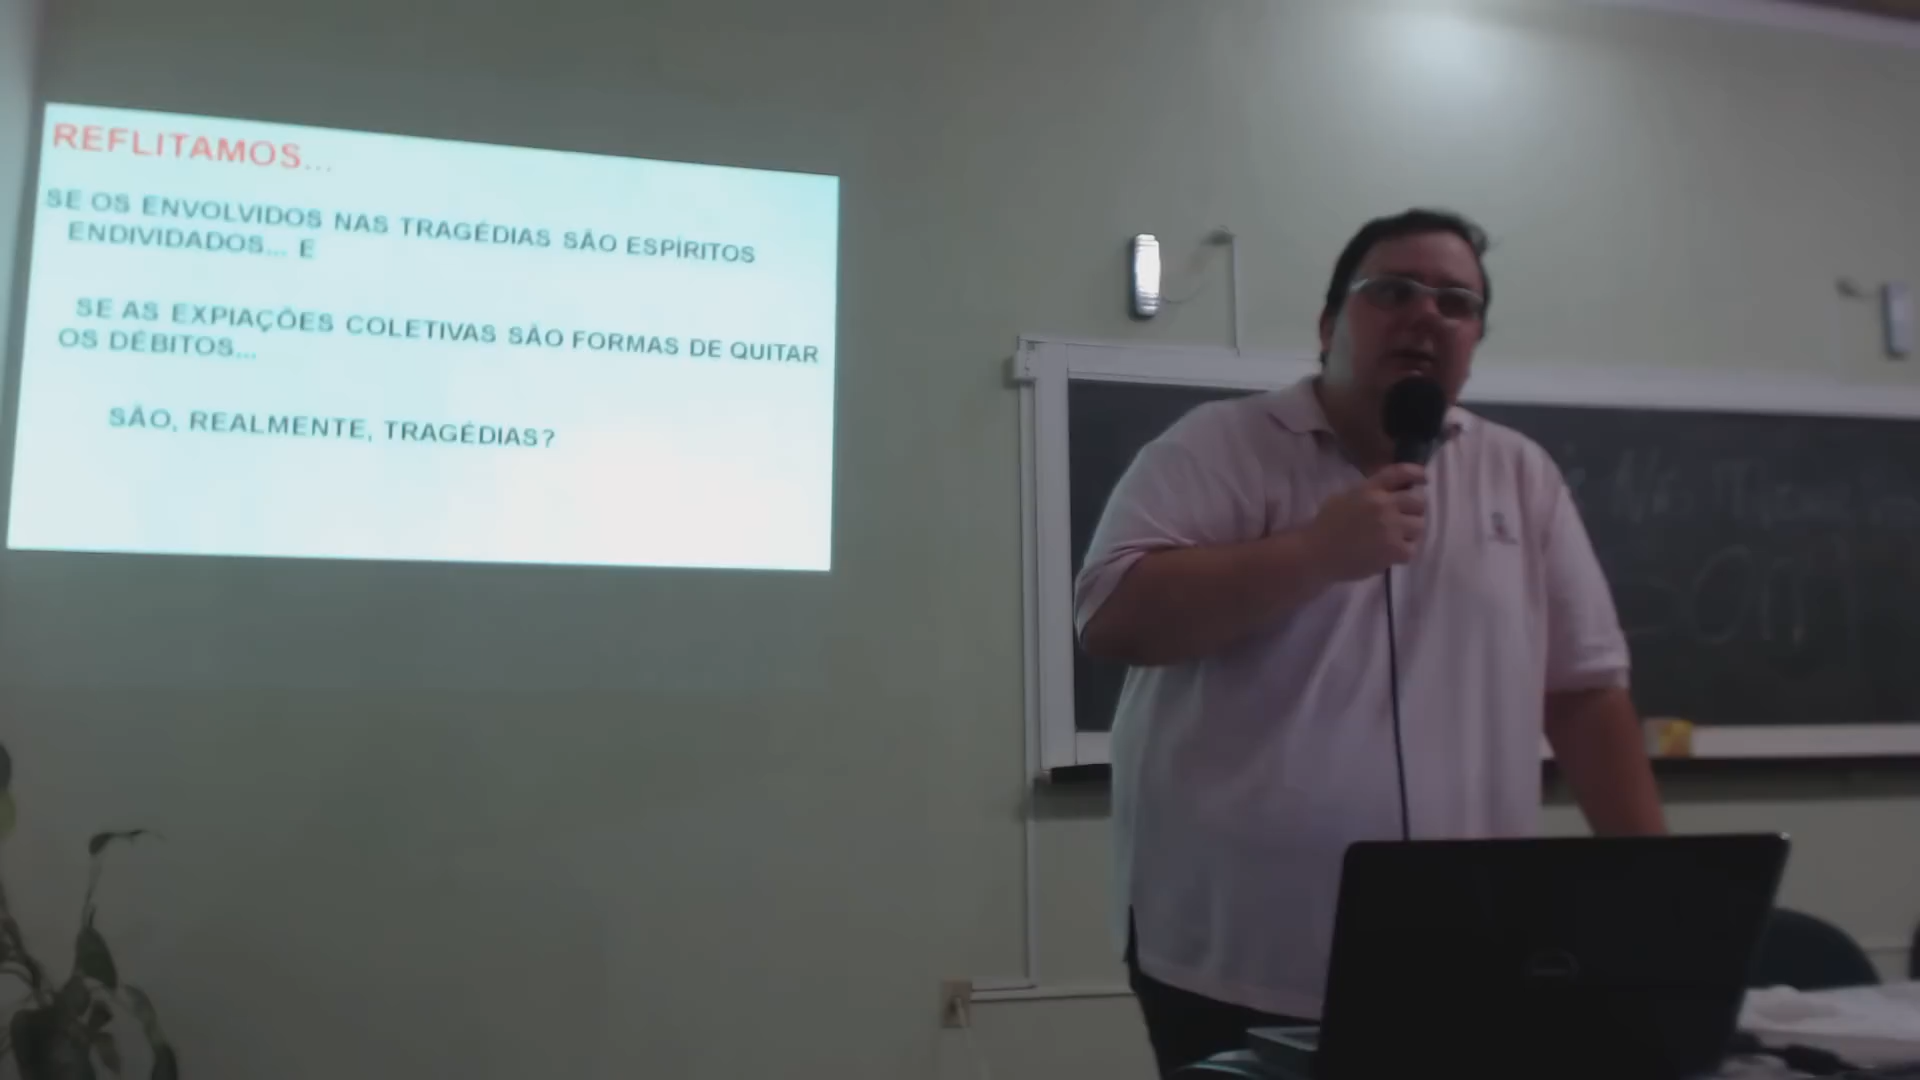 REFLITAMOS...
SE OS ENVOLVIDOS NAS TRAGÉDIAS SÃO ESPÍRITOS
ENDIVIDADOS... E
SE AS EXPIAÇÕES COLETIVAS SÃO FORMAS DE QUITAR
OS DÉBITOS...
SÃO, REALMENTE, TRAGÉDIAS?